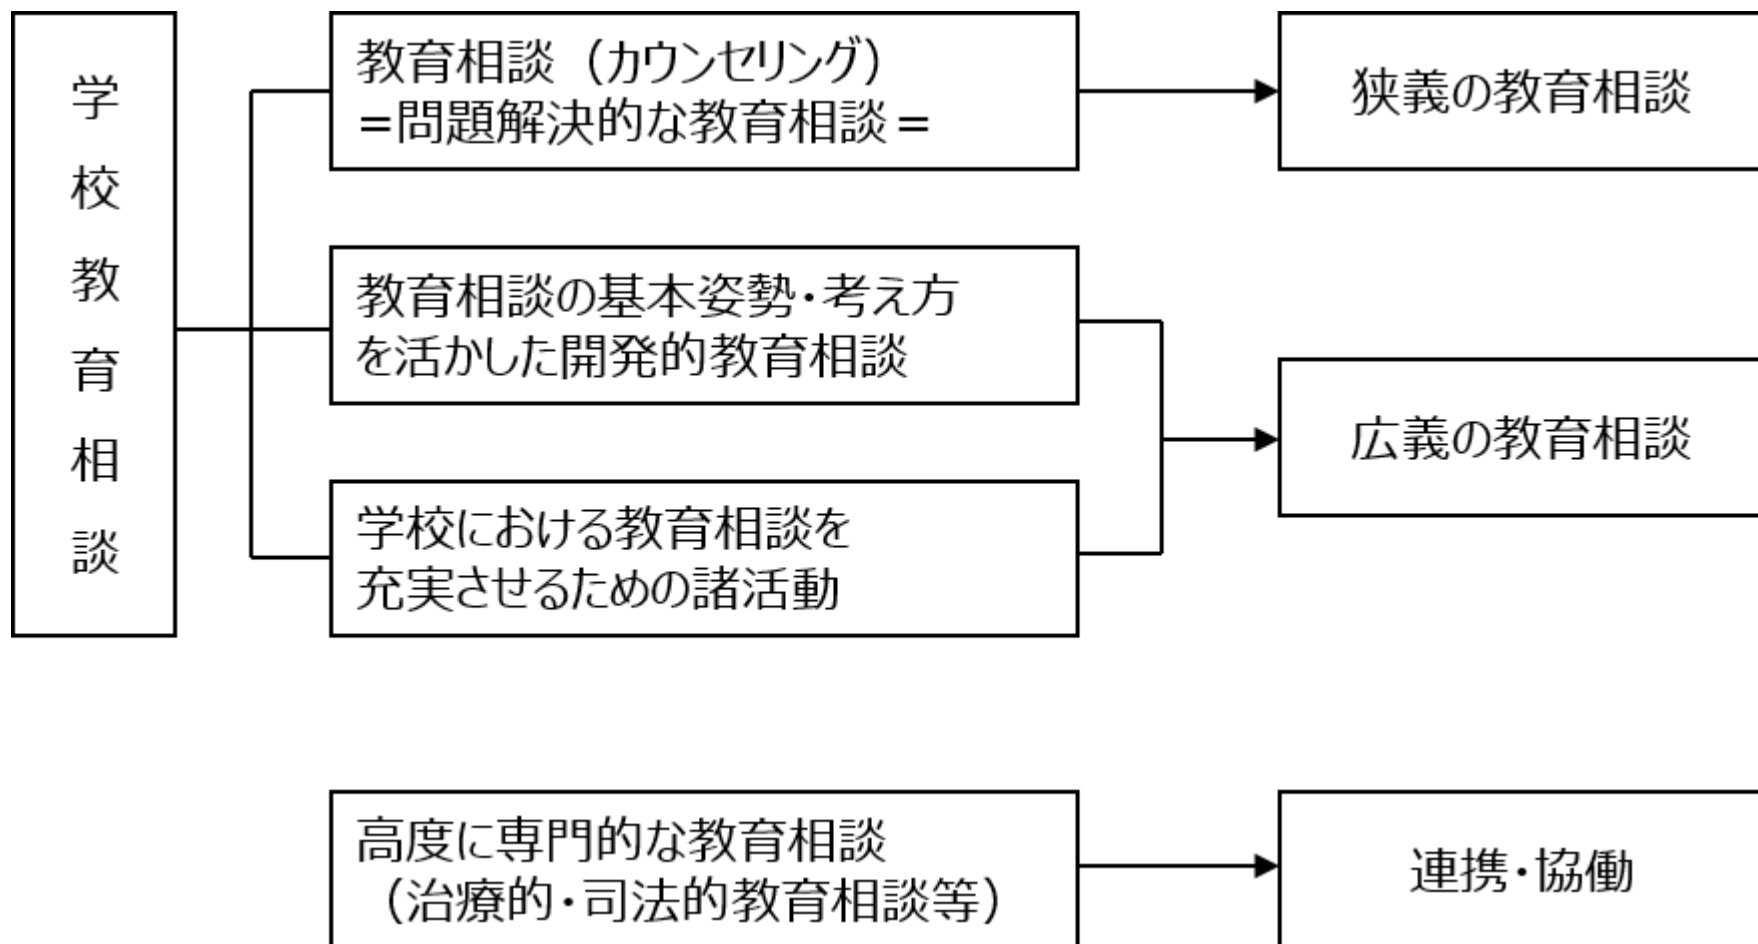 学校教育相談
教育相談（カウンセリング）
＝問題解決的な教育相談＝
狭義の教育相談
教育相談の基本姿勢・考え方
を活かした開発的教育相談
学校における教育相談を
充実させるための諸活動
広義の教育相談
高度に専門的な教育相談
（治療的・司法的教育相談等）
連携・協働